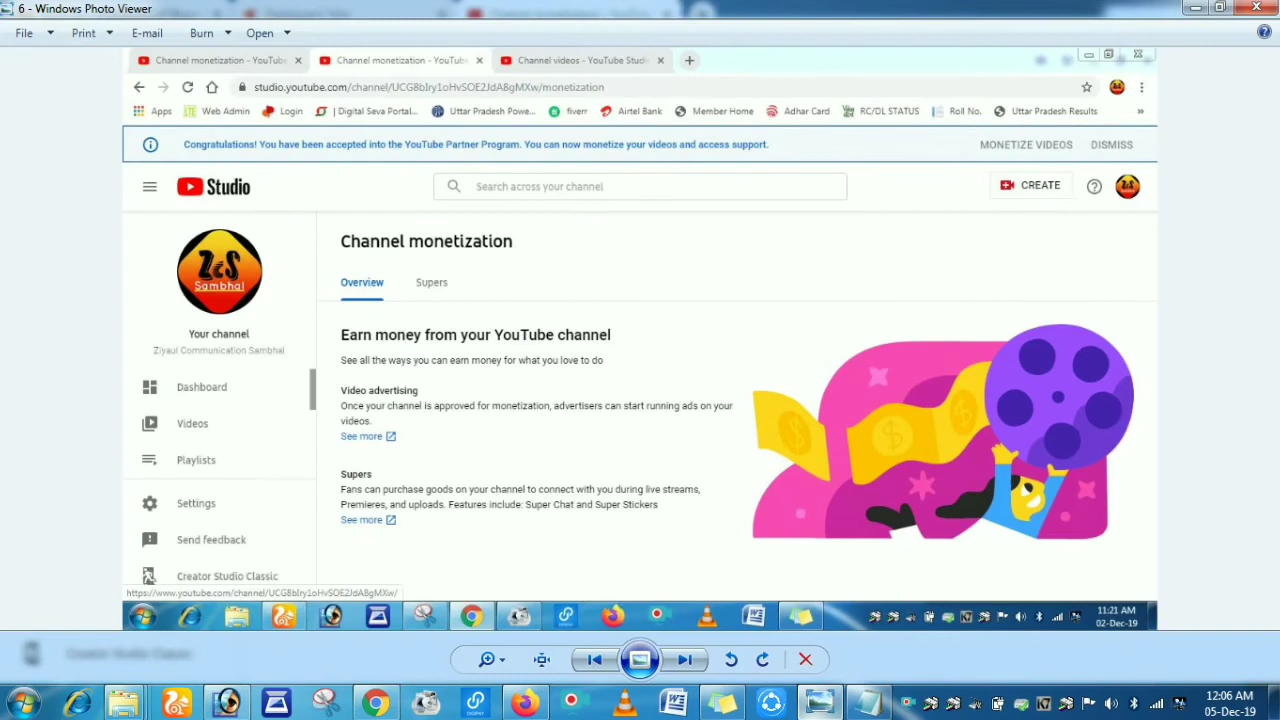 6 - Windows Photo Viewer
File Print E-mail Burn Open
Channel monetization - YouTube Channel monetization - YouTube Channel videos - YouTube Studi
studio.youtube.com/channel/UCG8bIry1oHvSOE2JdA8gMXw/monetization
Apps Web Admin Login | Digital Seva Portal... Uttar Pradesh Powe... fiverr Airtel Bank Member Home Adhar Card RC/DL STATUS Roll No. Uttar Pradesh Results »
Congratulations! You have been accepted into the YouTube Partner Program. You can now monetize your videos and access support. MONETIZE VIDEOS DISMISS
Studio Search across your channel CREATE
ZcS
Sambhal
Your channel
Ziyaul Communication Sambhal
Dashboard
Videos
Playlists
Settings
Send feedback
Creator Studio Classic
Channel monetization
Overview Supers
Earn money from your YouTube channel
See all the ways you can earn money for what you love to do
Video advertising
Once your channel is approved for monetization, advertisers can start running ads on your
videos.
See more
Supers
Fans can purchase goods on your channel to connect with you during live streams,
Premieres, and uploads. Features include: Super Chat and Super Stickers
See more
https://www.youtube.com/channel/UCG8bIry1oHvSOE2JdA8gMXw/
11:21 AM
02-Dec-19
Creator Studio Classic
12:06 AM
05-Dec-19